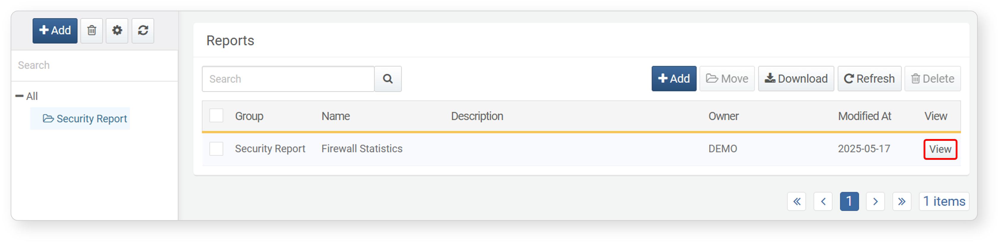 Add
Search
All
Security Report
Reports
Search
Add Move Download Refresh Delete
Group Name Description Owner Modified At View
Security Report Firewall Statistics DEMO 2025-05-17 View
« ‹ 1 › » 1 items